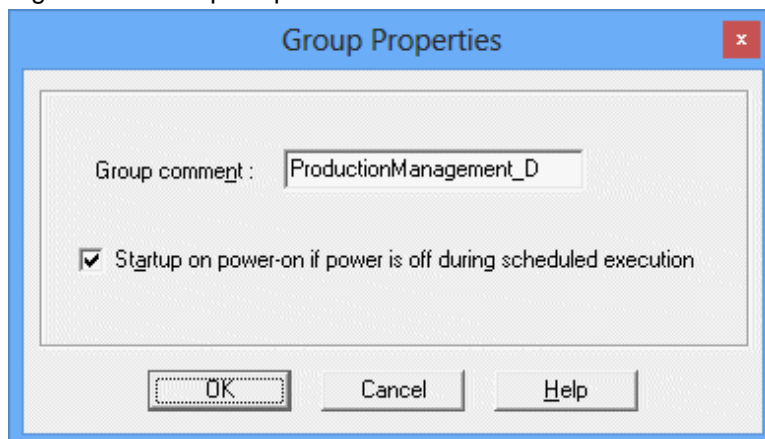 Group Properties
x
Group comment : ProductionManagement_D
Startup on power-on if power is off during scheduled execution
OK Cancel Help